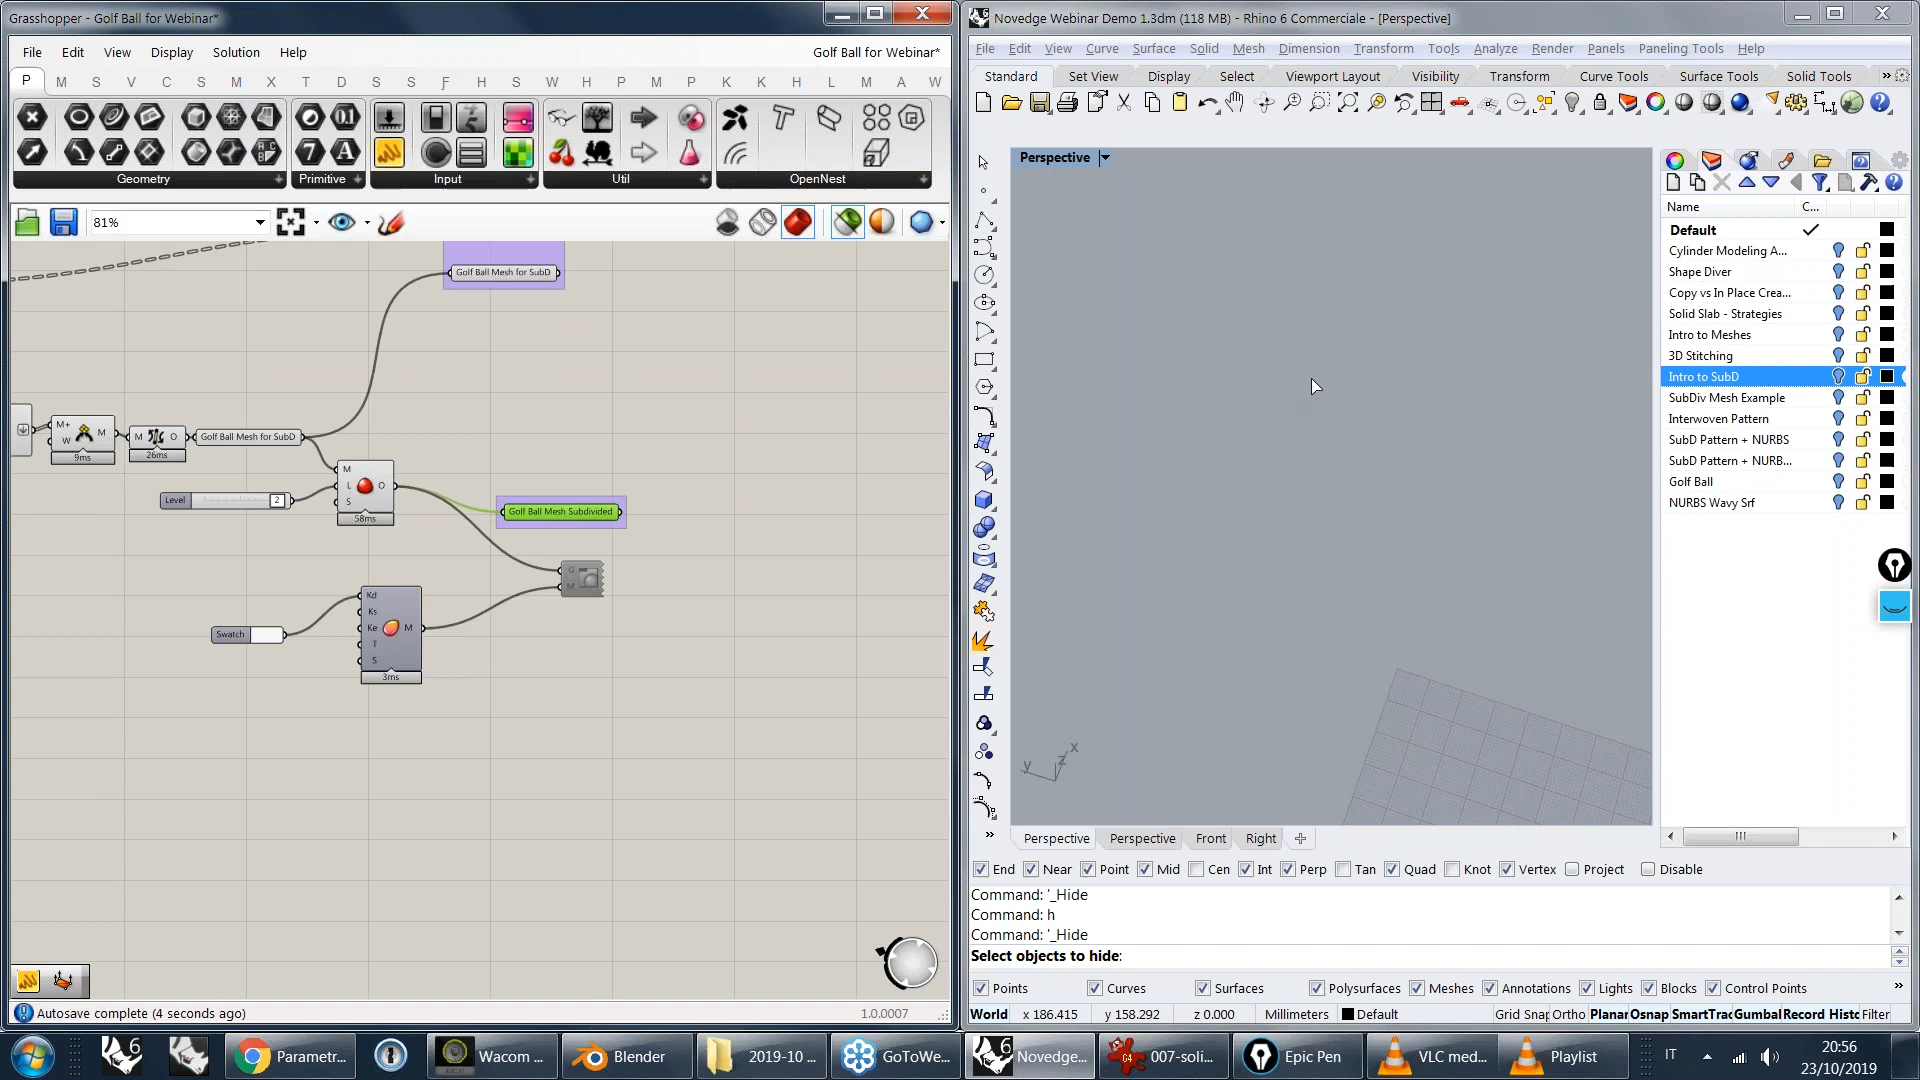 Grasshopper - Golf Ball for Webinar*
File Edit View Display Solution Help Golf Ball for Webinar*
P M S V C S M X T D S S F H S W H P M P K K H L M A W
Geometry Primitive Input Util OpenNest
81%
Golf Ball Mesh for SubD
M+ W M 9ms
M O 26ms
Golf Ball Mesh for SubD
M L S O 58ms
Level 2
Golf Ball Mesh Subdivided
G M
Kd Ks Ke T S M 3ms
Swatch
Autosave complete (4 seconds ago) 1.0.0007
Novedge Webinar Demo 1.3dm (118 MB) - Rhino 6 Commerciale - [Perspective]
File Edit View Curve Surface Solid Mesh Dimension Transform Tools Analyze Render Panels Paneling Tools Help
Standard Set View Display Select Viewport Layout Visibility Transform Curve Tools Surface Tools Solid Tools »
Perspective
y z x
Name C...
Default
Cylinder Modeling A...
Shape Diver
Copy vs In Place Crea...
Solid Slab - Strategies
Intro to Meshes
3D Stitching
Intro to SubD
SubDiv Mesh Example
Interwoven Pattern
SubD Pattern + NURBS
SubD Pattern + NURB...
Golf Ball
NURBS Wavy Srf
Perspective Perspective Front Right
End Near Point Mid Cen Int Perp Tan Quad Knot Vertex Project Disable
Command: '_Hide
Command: h
Command: '_Hide
Select objects to hide:
Points Curves Surfaces Polysurfaces Meshes Annotations Lights Blocks Control Points »
World x 186.415 y 158.292 z 0.000 Millimeters Default Grid Snap Ortho Planar Osnap SmartTrac Gumbal Record Histo Filter
6 Parametr... Wacom ... Blender 2019-10 ... GoToWe... Novedge... 007-soli... Epic Pen VLC med... Playlist IT 20:56
23/10/2019